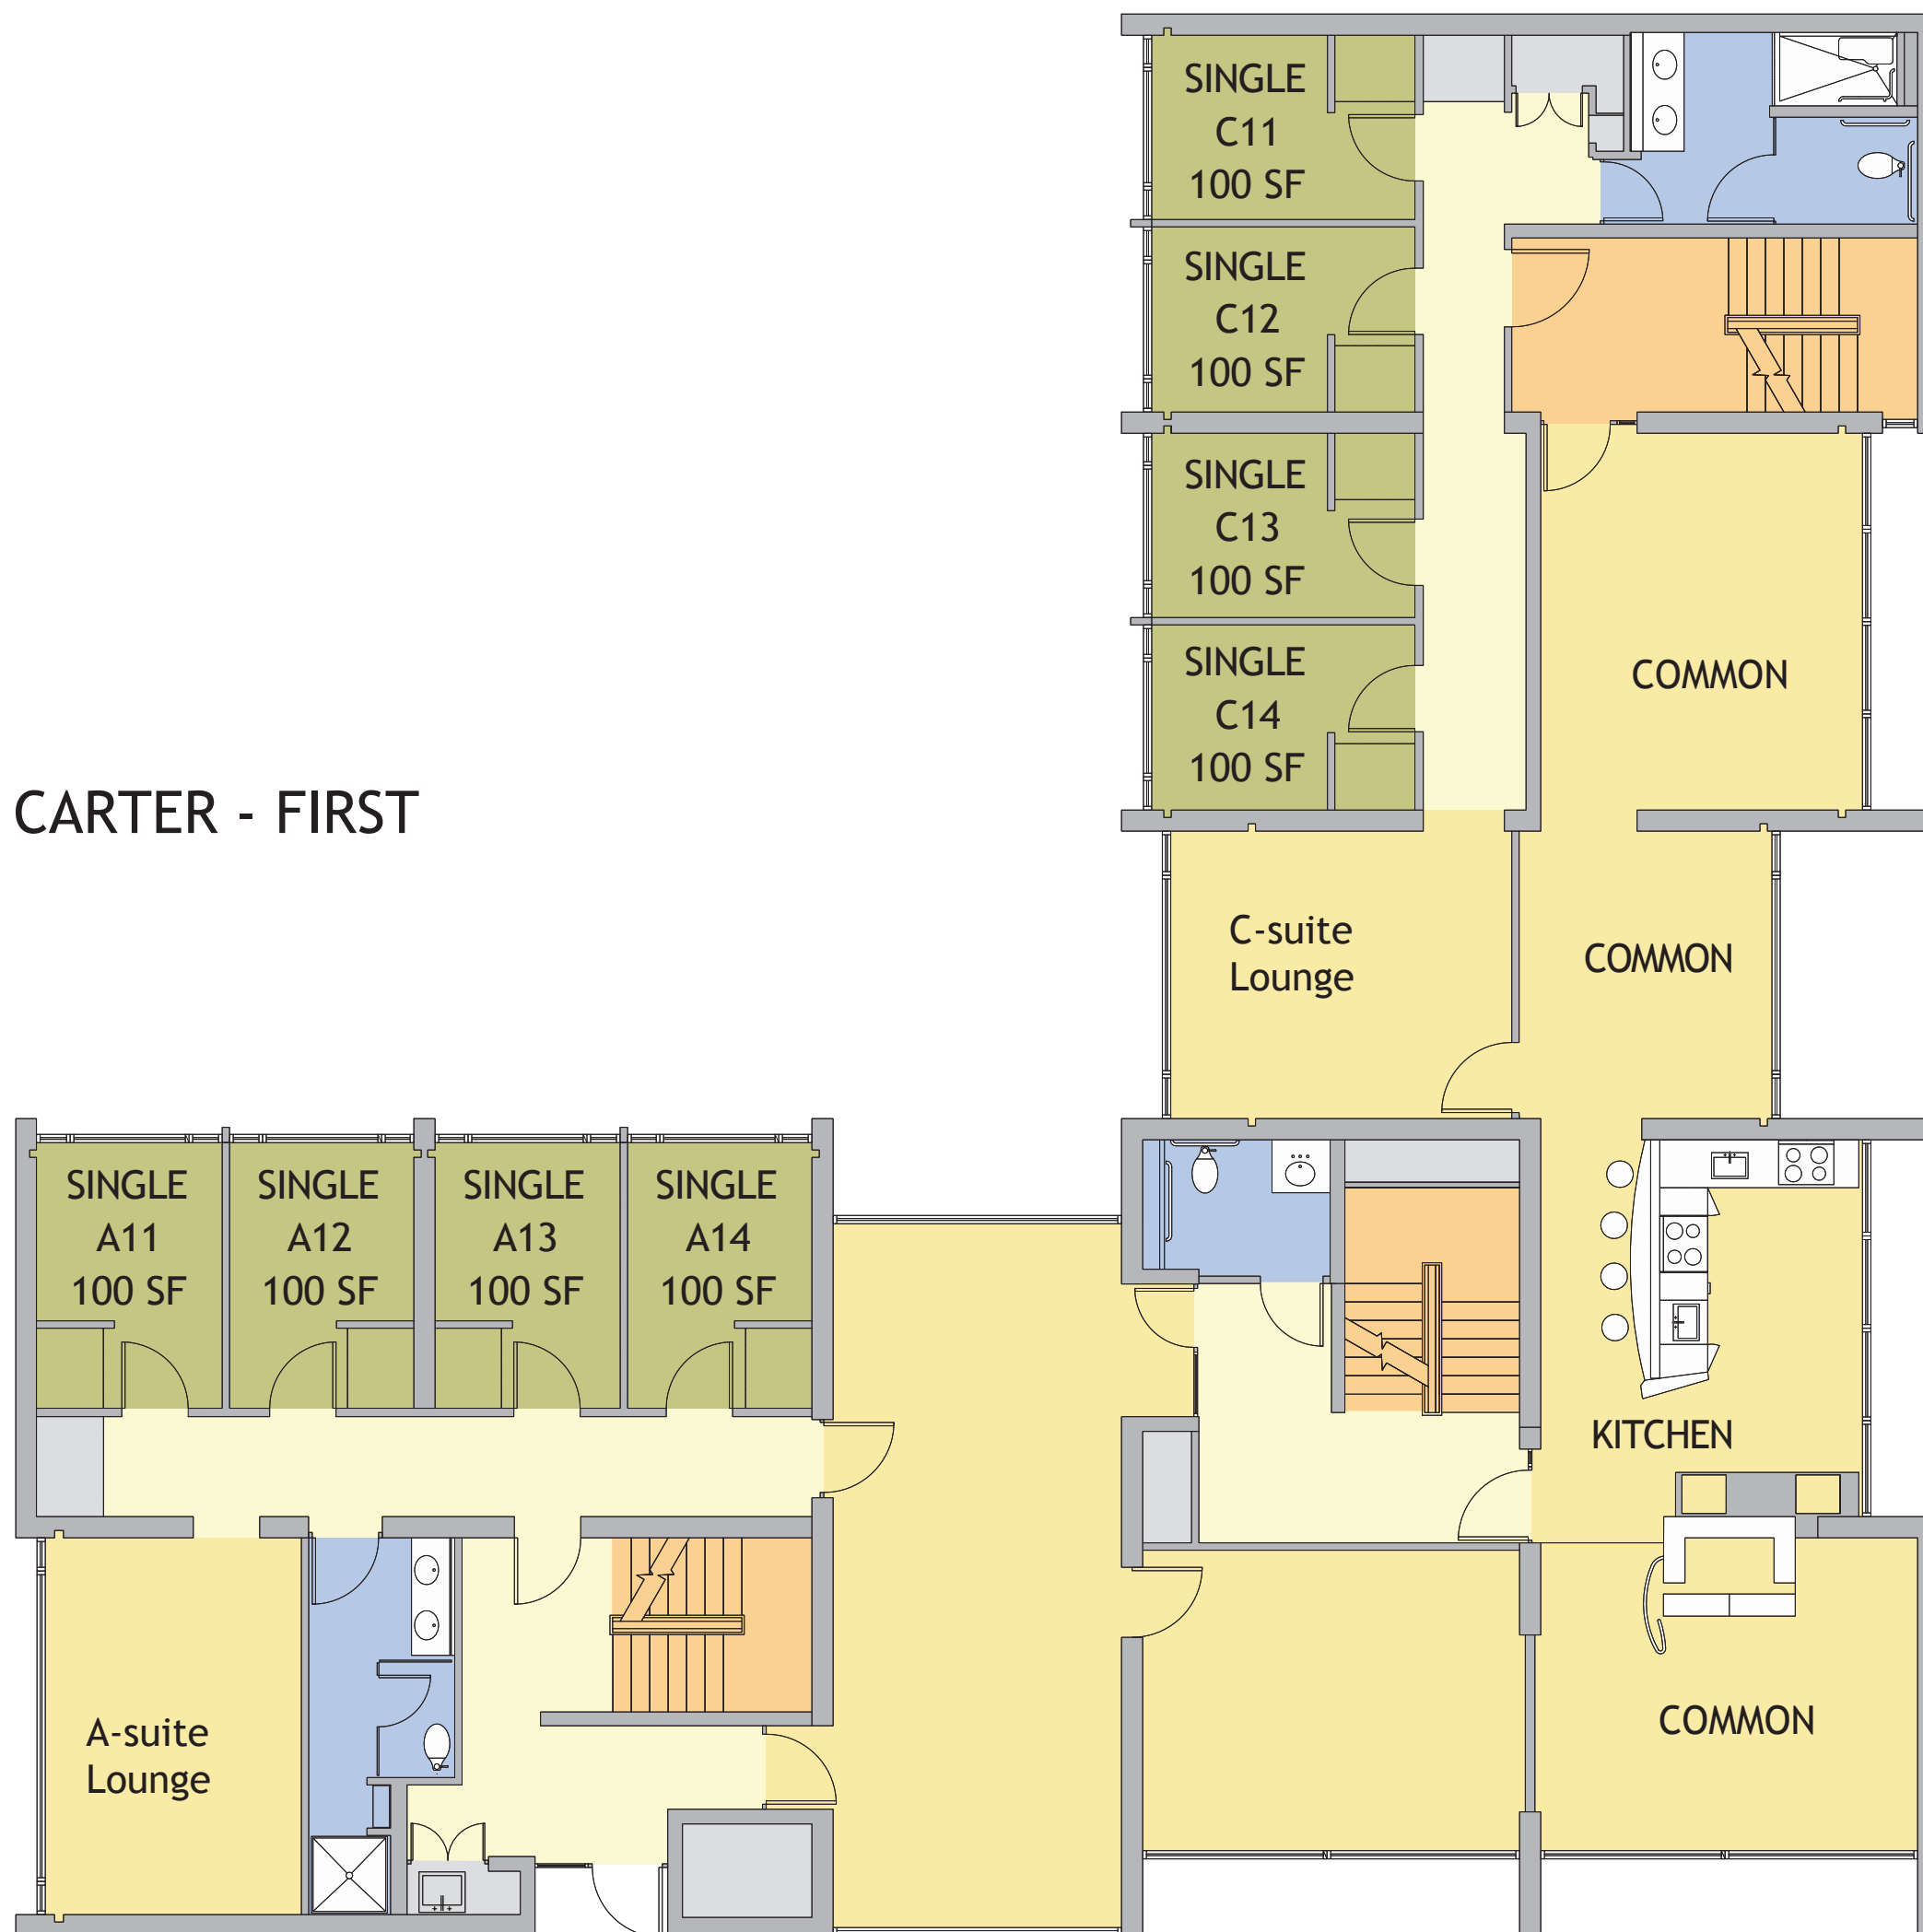 SINGLE
C11
100 SF
SINGLE
C12
100 SF
SINGLE
C13
100 SF
SINGLE
C14
100 SF
COMMON
CARTER - FIRST
C-suite
Lounge
COMMON
SINGLE
A11
100 SF
SINGLE
A12
100 SF
SINGLE
A13
100 SF
SINGLE
A14
100 SF
KITCHEN
A-suite
Lounge
COMMON